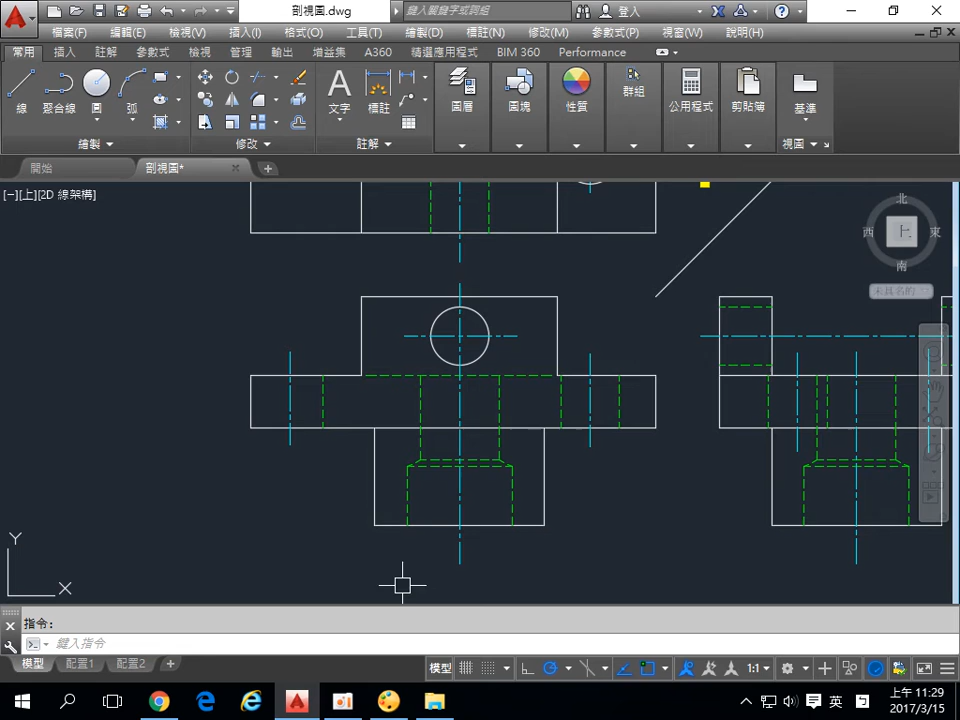 剖視圖.dwg
鍵入關鍵字或詞組
登入
檔案(F) 編輯(E) 檢視(V) 插入(I) 格式(O) 工具(T) 繪製(D) 標註(N) 修改(M) 參數式(P) 視窗(W) 說明(H)
常用 插入 註解 參數式 檢視 管理 輸出 增益集 A360 精選應用程式 BIM 360 Performance
線 聚合線 圓 弧 文字 標註 圖層 圖塊 性質 群組 公用程式 剪貼簿 基準
繪製 修改 註解 視圖
開始 剖視圖*
[−][上][2D 線架構]
北
西 上 東
南
未具名的
Y
X
指令:
鍵入指令
模型 配置1 配置2 模型 1:1
英
上午 11:29
2017/3/15